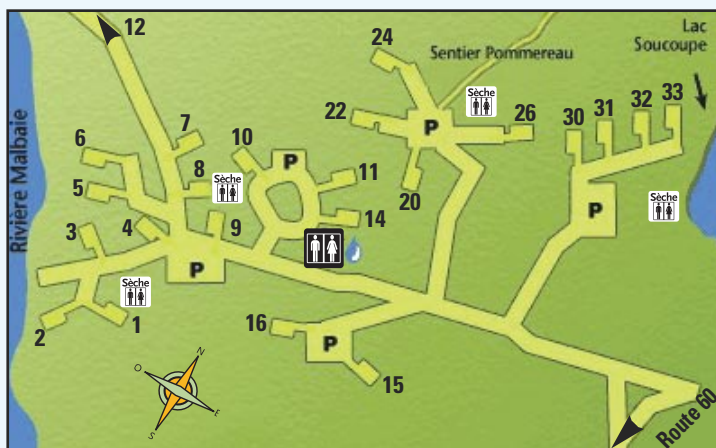 12
24
Sentier Pommereau
Lac
Soucoupe
Rivière Malbaie
6
7
10
22
P
Sèche
26
30
31
32
33
5
8
Sèche
P
11
20
3
4
9
14
Sèche
P
P
Sèche
2
1
16
P
15
N
O
E
S
Route 60